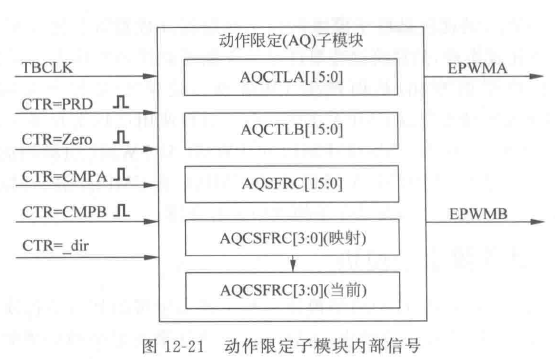 动作限定(AQ)子模块
TBCLK
CTR=PRD
CTR=Zero
CTR=CMPA
CTR=CMPB
CTR=_dir
AQCTLA[15:0]
AQCTLB[15:0]
AQSFRC[15:0]
AQCSFRC[3:0](映射)
AQCSFRC[3:0](当前)
EPWMA
EPWMB
图 12-21 动作限定子模块内部信号